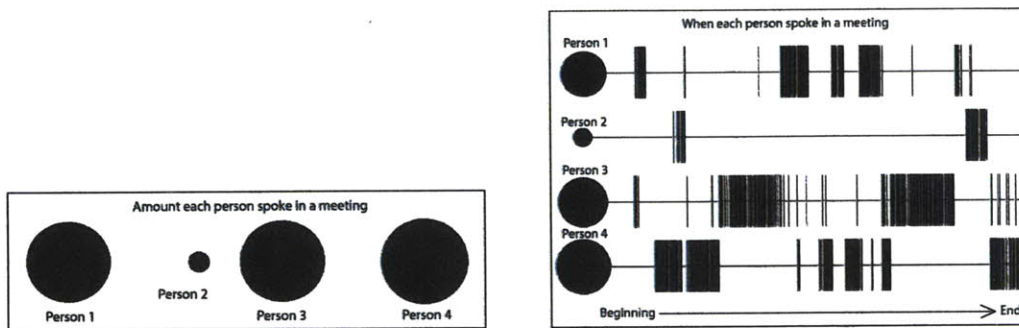 Amount each person spoke in a meeting
Person 1
Person 2
Person 3
Person 4
When each person spoke in a meeting
Person 1
Person 2
Person 3
Person 4
Beginning
End